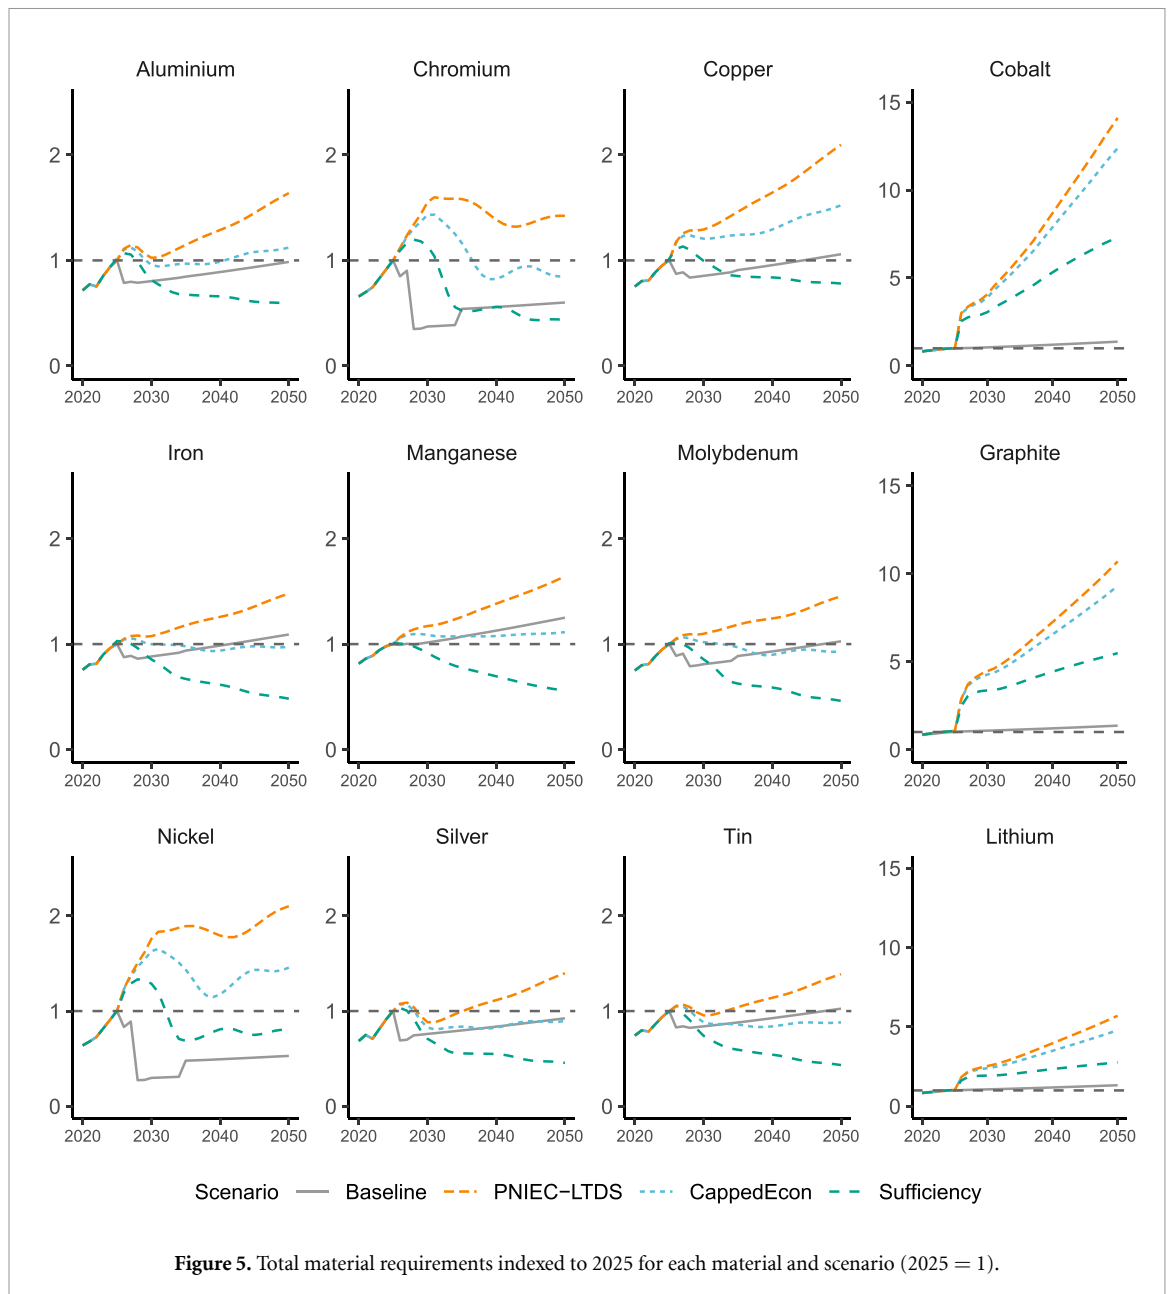 Aluminium Chromium Copper Cobalt
2 2 2 15
1 1 1 10
0 0 0 5
0
2020 2030 2040 2050 2020 2030 2040 2050 2020 2030 2040 2050 2020 2030 2040 2050
Iron Manganese Molybdenum Graphite
2 2 2 15
1 1 1 10
0 0 0 5
0
2020 2030 2040 2050 2020 2030 2040 2050 2020 2030 2040 2050 2020 2030 2040 2050
Nickel Silver Tin Lithium
2 2 2 15
1 1 1 10
0 0 0 5
0
2020 2030 2040 2050 2020 2030 2040 2050 2020 2030 2040 2050 2020 2030 2040 2050
Scenario Baseline PNIEC−LTDS CappedEcon Sufficiency
Figure 5. Total material requirements indexed to 2025 for each material and scenario (2025 = 1).